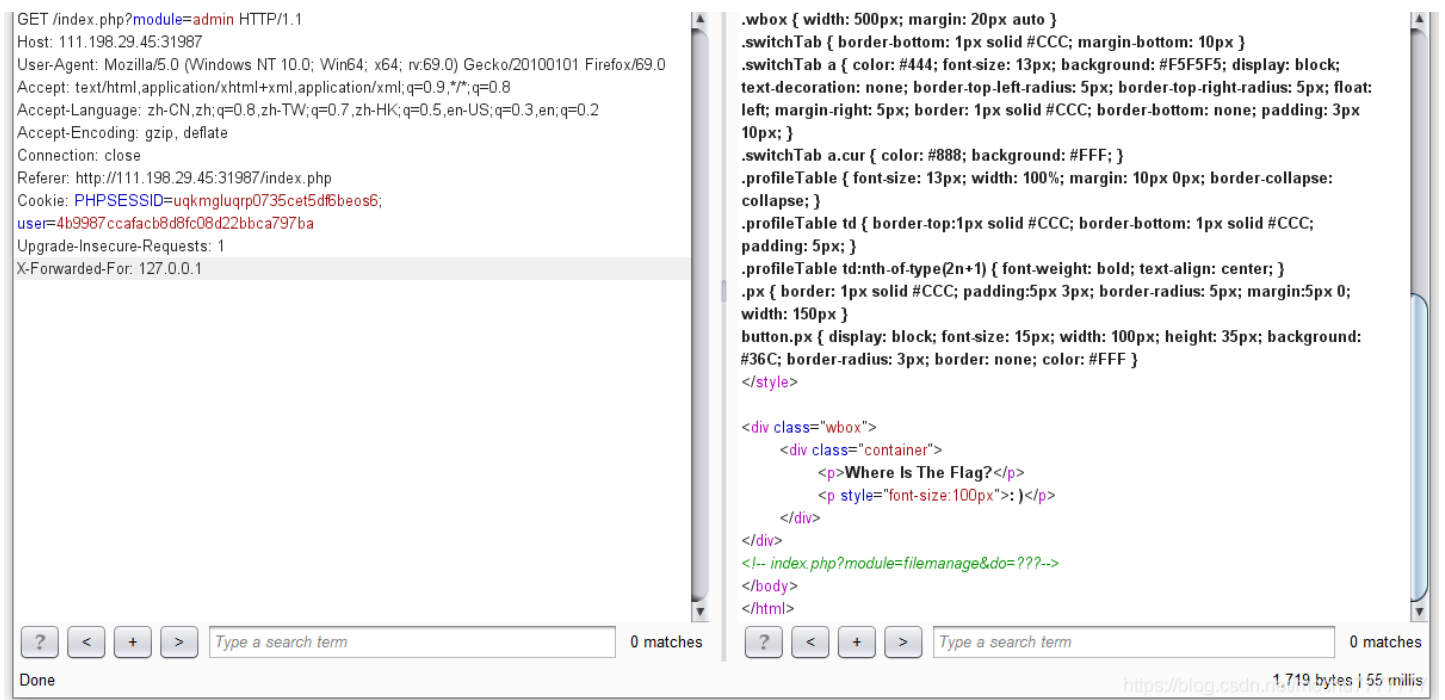 GET /index.php?module=admin HTTP/1.1
Host: 111.198.29.45:31987
User-Agent: Mozilla/5.0 (Windows NT 10.0; Win64; x64; rv:69.0) Gecko/20100101 Firefox/69.0
Accept: text/html,application/xhtml+xml,application/xml;q=0.9,*/*;q=0.8
Accept-Language: zh-CN,zh;q=0.8,zh-TW;q=0.7,zh-HK;q=0.5,en-US;q=0.3,en;q=0.2
Accept-Encoding: gzip, deflate
Connection: close
Referer: http://111.198.29.45:31987/index.php
Cookie: PHPSESSID=uqkmgluqrp0735cet5df6beos6;
user=4b9987ccafacb8d8fc08d22bbca797ba
Upgrade-Insecure-Requests: 1
X-Forwarded-For: 127.0.0.1
? < + > Type a search term 0 matches
Done
.wbox { width: 500px; margin: 20px auto }
.switchTab { border-bottom: 1px solid #CCC; margin-bottom: 10px }
.switchTab a { color: #444; font-size: 13px; background: #F5F5F5; display: block;
text-decoration: none; border-top-left-radius: 5px; border-top-right-radius: 5px; float:
left; margin-right: 5px; border: 1px solid #CCC; border-bottom: none; padding: 3px
10px; }
.switchTab a.cur { color: #888; background: #FFF; }
.profileTable { font-size: 13px; width: 100%; margin: 10px 0px; border-collapse:
collapse; }
.profileTable td { border-top:1px solid #CCC; border-bottom: 1px solid #CCC;
padding: 5px; }
.profileTable td:nth-of-type(2n+1) { font-weight: bold; text-align: center; }
.px { border: 1px solid #CCC; padding:5px 3px; border-radius: 5px; margin:5px 0;
width: 150px }
button.px { display: block; font-size: 15px; width: 100px; height: 35px; background:
#36C; border-radius: 3px; border: none; color: #FFF }
</style>
<div class="wbox">
<div class="container">
<p>Where Is The Flag?</p>
<p style="font-size:100px">: )</p>
</div>
</div>
<!-- index.php?module=filemanage&do=???-->
</body>
</html>
? < + > Type a search term 0 matches
1,719 bytes | 55 millis